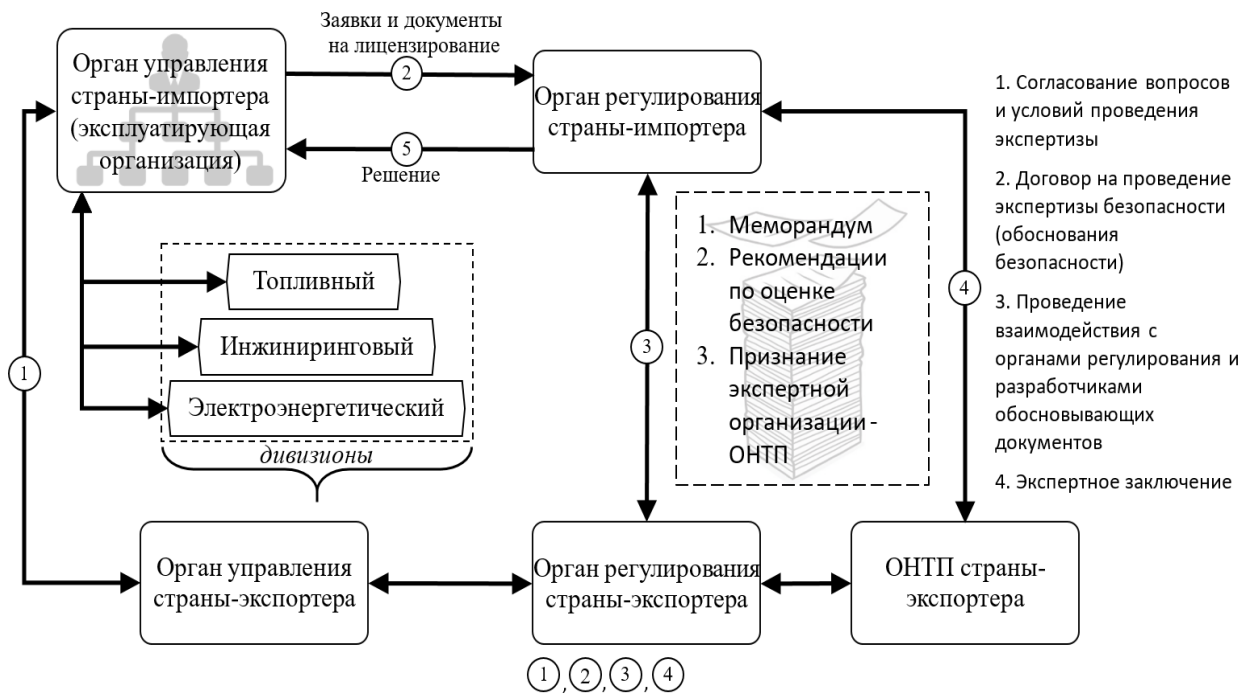 Заявки и документы
на лицензирование
2
Орган управления
страны-импортера
(эксплуатирующая
организация)
Орган регулирования
страны-импортера
5
Решение
1
Топливный
Инжиниринговый
Электроэнергетический
дивизионы
3
1. Меморандум
2. Рекомендации
по оценке
безопасности
3. Признание
экспертной
организации -
ОНТП
4
1. Согласование вопросов
и условий проведения
экспертизы
2. Договор на проведение
экспертизы безопасности
(обоснования
безопасности)
3. Проведение
взаимодействия с
органами регулирования и
разработчиками
обосновывающих
документов
4. Экспертное заключение
Орган управления
страны-экспортера
Орган регулирования
страны-экспортера
ОНТП страны-
экспортера
1 , 2 , 3 , 4